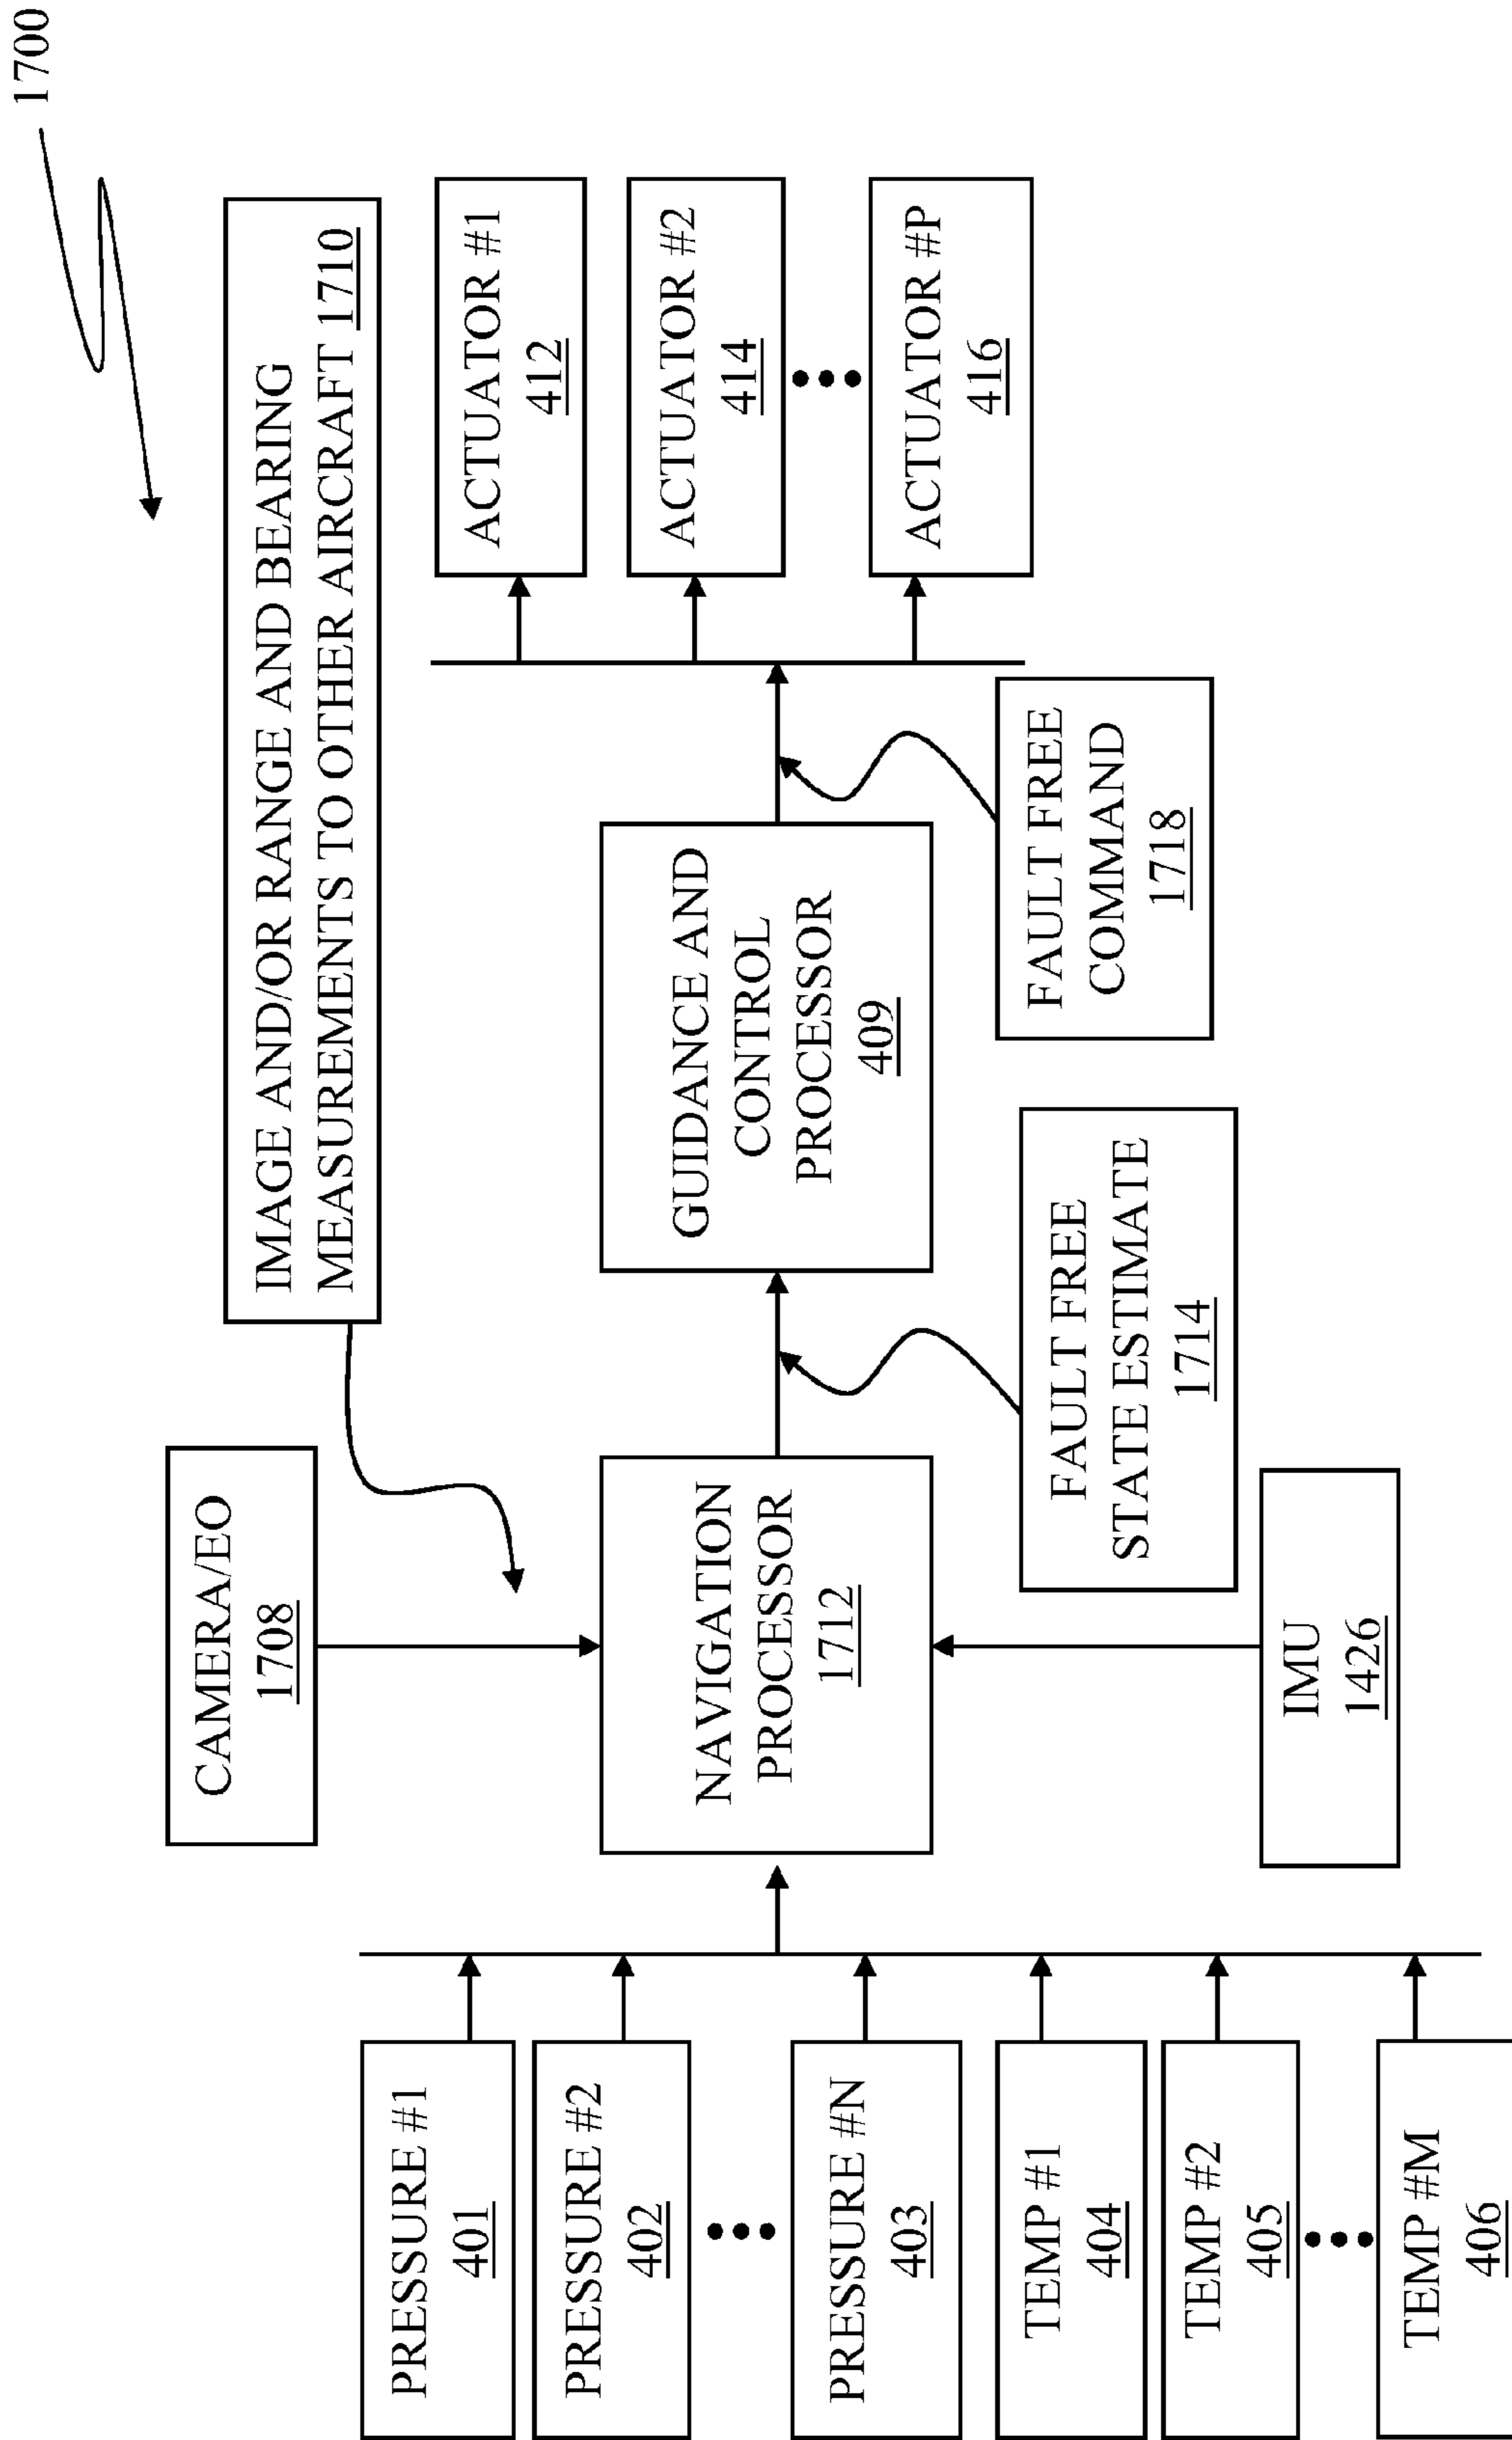 1700
IMAGE AND/OR RANGE AND BEARING
MEASUREMENTS TO OTHER AIRCRAFT 1710
CAMERA/EO
1708
PRESSURE #1
401
PRESSURE #2
402
PRESSURE #N
403
TEMP #1
404
TEMP #2
405
TEMP #M
406
NAVIGATION
PROCESSOR
1712
IMU
1426
FAULT FREE
STATE ESTIMATE
1714
GUIDANCE AND
CONTROL
PROCESSOR
409
FAULT FREE
COMMAND
1718
ACTUATOR #1
412
ACTUATOR #2
414
ACTUATOR #P
416